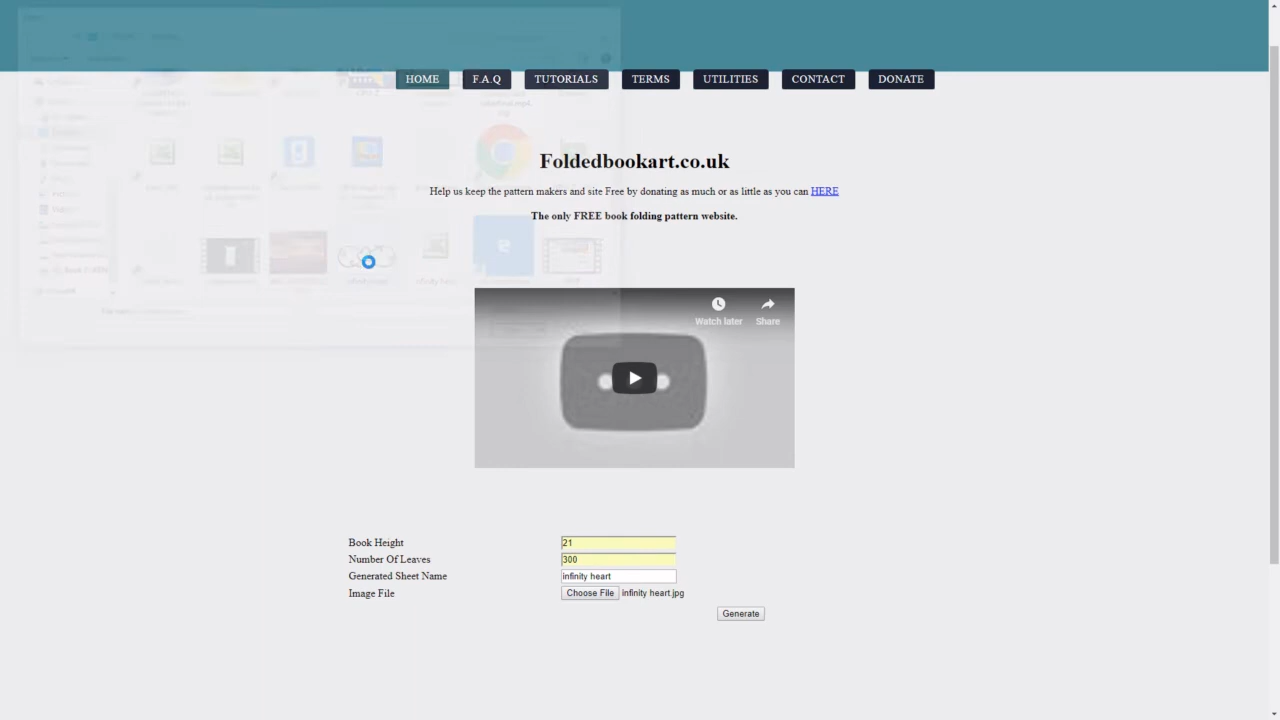 HOME F.A.Q TUTORIALS TERMS UTILITIES CONTACT DONATE
Foldedbookart.co.uk
Help us keep the pattern makers and site Free by donating as much or as little as you can HERE
The only FREE book folding pattern website.
Watch later Share
Book Height 21
Number Of Leaves 300
Generated Sheet Name infinity heart
Image File Choose File infinity heart.jpg
Generate